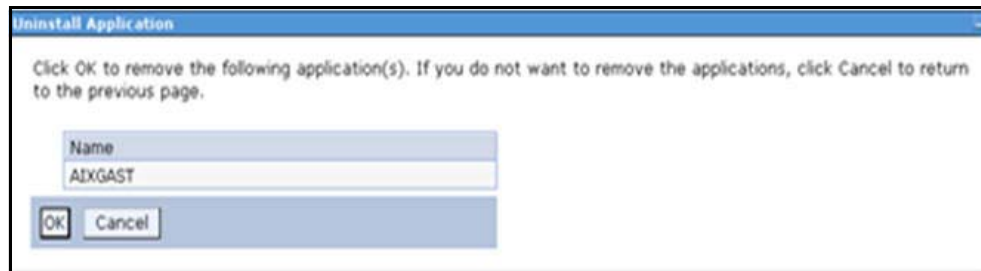 Uninstall Application
Click OK to remove the following application(s). If you do not want to remove the applications, click Cancel to return
to the previous page.
Name
AIXGAST
OK Cancel